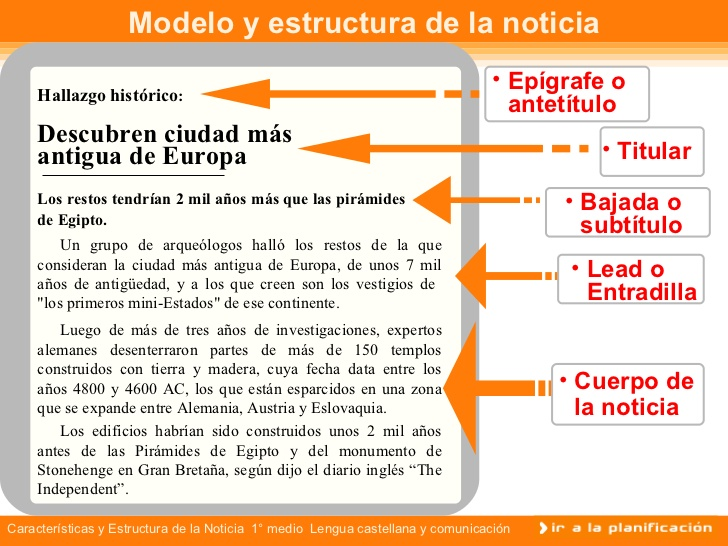 Modelo y estructura de la noticia
Hallazgo histórico:
Descubren ciudad más
antigua de Europa
Los restos tendrían 2 mil años más que las pirámides
de Egipto.
Un grupo de arqueólogos halló los restos de la que
consideran la ciudad más antigua de Europa, de unos 7 mil
años de antigüedad, y a los que creen son los vestigios de
"los primeros mini-Estados" de ese continente.
Luego de más de tres años de investigaciones, expertos
alemanes desenterraron partes de más de 150 templos
construidos con tierra y madera, cuya fecha data entre los
años 4800 y 4600 AC, los que están esparcidos en una zona
que se expande entre Alemania, Austria y Eslovaquia.
Los edificios habrían sido construidos unos 2 mil años
antes de las Pirámides de Egipto y del monumento de
Stonehenge en Gran Bretaña, según dijo el diario inglés “The
Independent”.
• Epígrafe o
antetítulo
• Titular
• Bajada o
subtítulo
• Lead o
Entradilla
• Cuerpo de
la noticia
Características y Estructura de la Noticia 1° medio Lengua castellana y comunicación
ir a la planificación